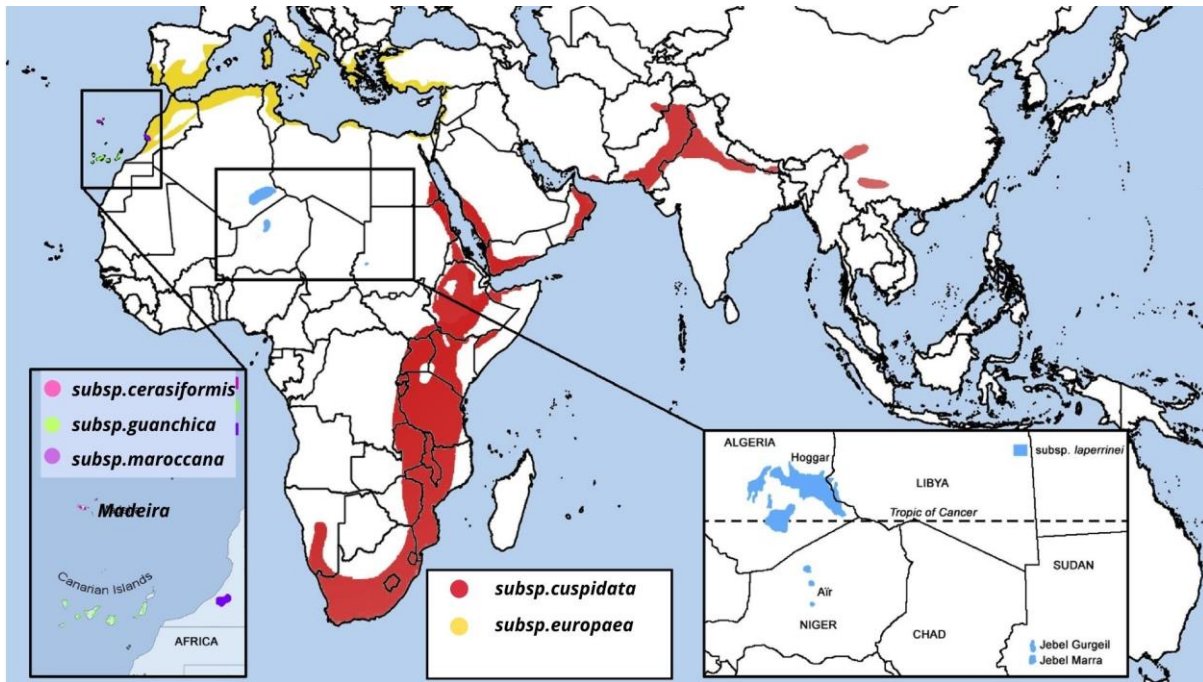 subsp.cerasiformis
subsp.guanchica
subsp.maroccana
Madeira
Canarian Islands
AFRICA
subsp.cuspidata
subsp.europaea
ALGERIA
Hoggar
subsp. laperrinei
LIBYA
Tropic of Cancer
SUDAN
Aïr
NIGER
CHAD
Jebel Gurgeil
Jebel Marra